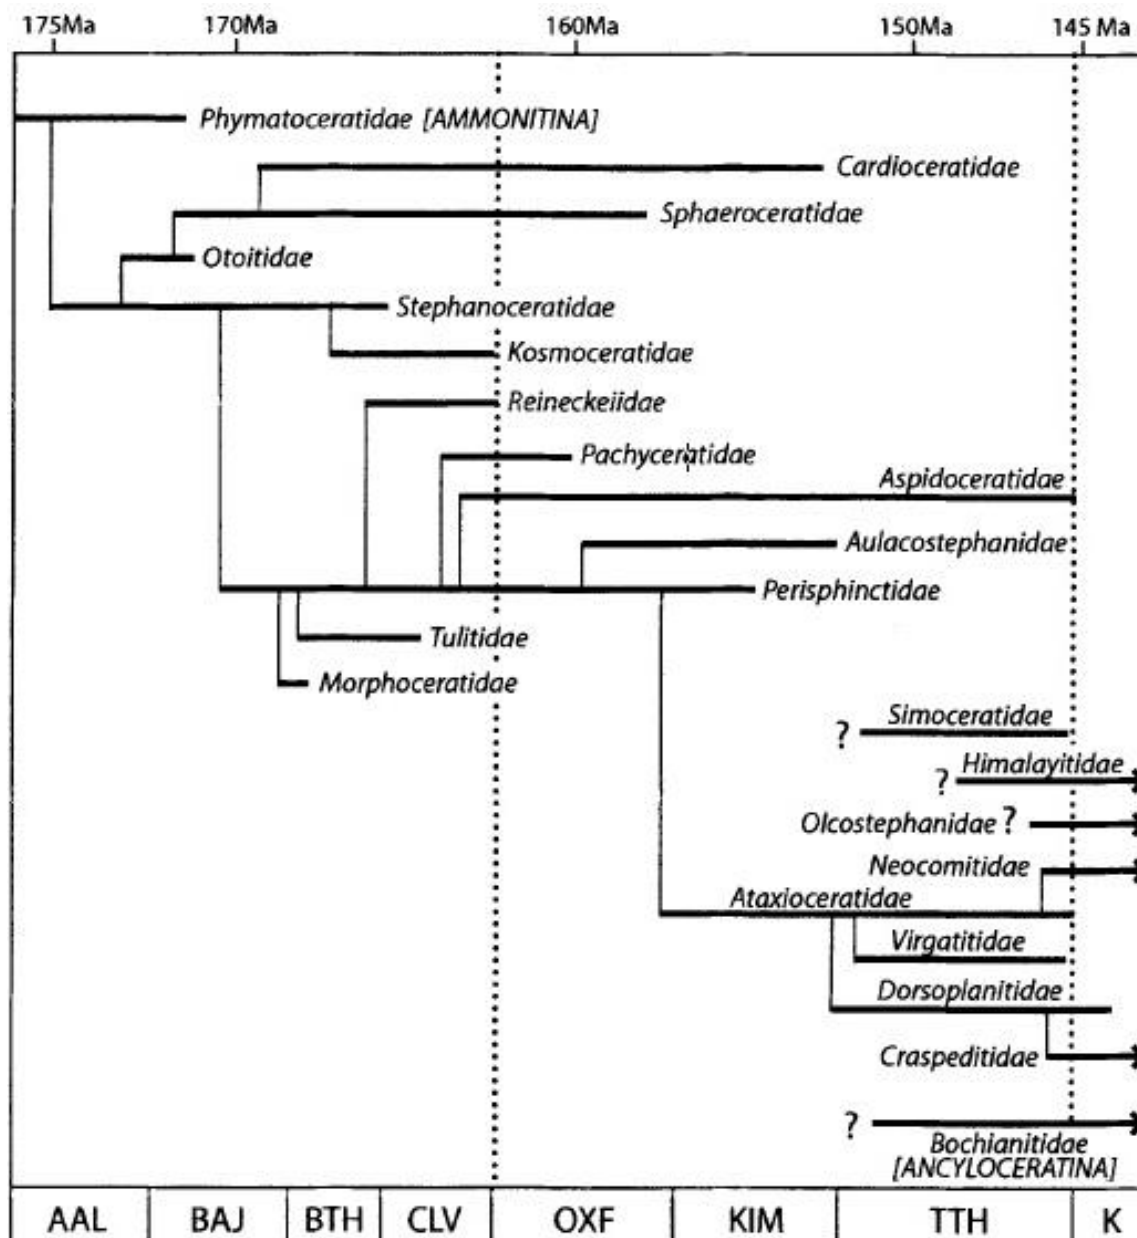 175Ma 170Ma 160Ma 150Ma 145 Ma
Phymatoceratidae [AMMONITINA]
Cardioceratidae
Sphaeroceratidae
Otoitidae
Stephanoceratidae
Kosmoceratidae
Reineckeiidae
Pachyceratidae
Aspidoceratidae
Aulacostephanidae
Perisphinctidae
Tulitidae
Morphoceratidae
Simoceratidae
?
Himalayitidae
?
Olcostephanidae ?
Neocomitidae
Ataxioceratidae
Virgatitidae
Dorsoplanitidae
Craspeditidae
?
Bochianitidae
[ANCYLOCERATINA]
AAL BAJ BTH CLV OXF KIM TTH K